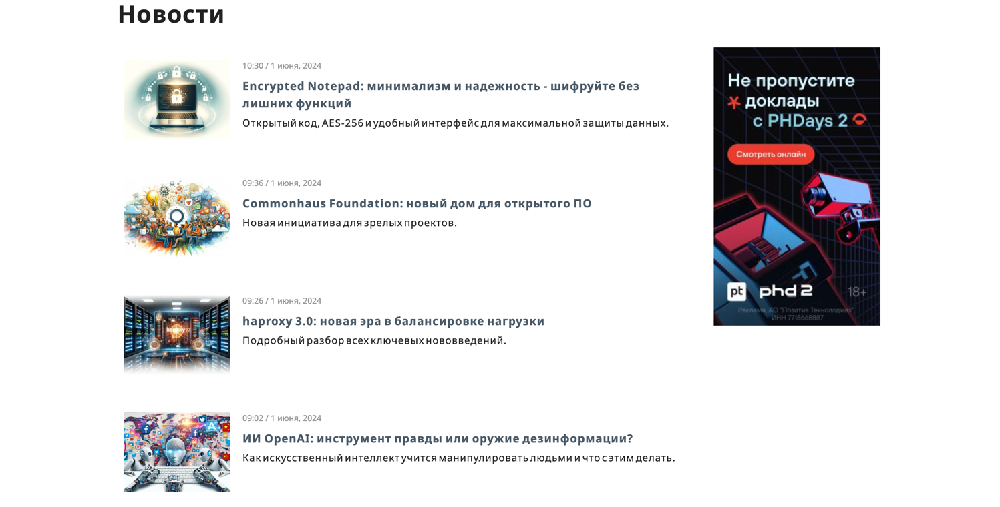 Новости
10:30 / 1 июня, 2024
Encrypted Notepad: минимализм и надежность - шифруйте без
лишних функций
Открытый код, AES-256 и удобный интерфейс для максимальной защиты данных.
09:36 / 1 июня, 2024
Commonhaus Foundation: новый дом для открытого ПО
Новая инициатива для зрелых проектов.
09:26 / 1 июня, 2024
haproxy 3.0: новая эра в балансировке нагрузки
Подробный разбор всех ключевых нововведений.
09:02 / 1 июня, 2024
ИИ OpenAI: инструмент правды или оружие дезинформации?
Как искусственный интеллект учится манипулировать людьми и что с этим делать.
Не пропустите
доклады
с PHDays 2
Смотреть онлайн
pt phd 2 18+
Реклама, АО "Позитив Текнолоджиз",
ИНН 7718668887